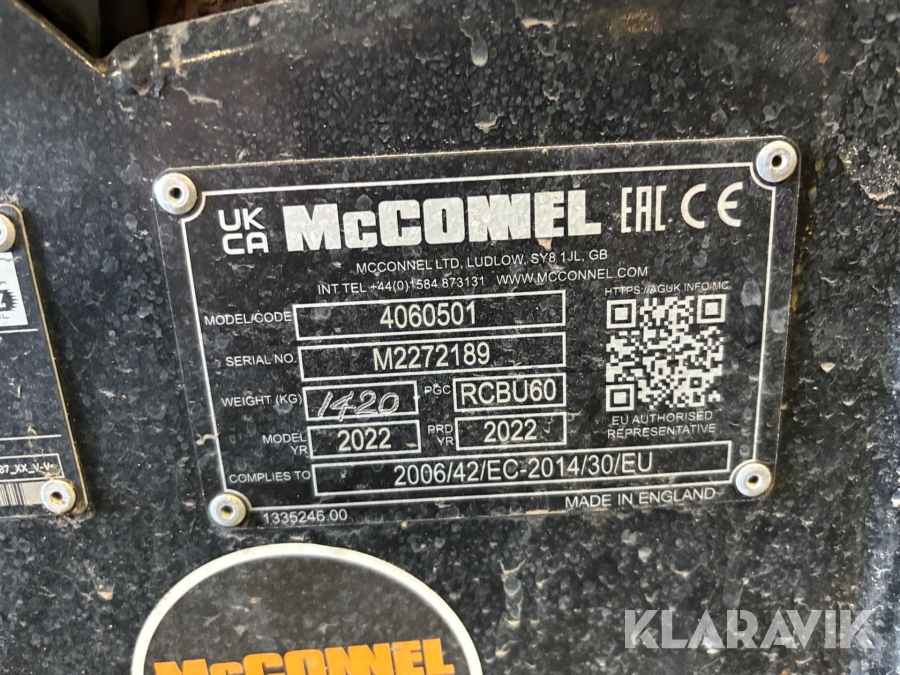 UK
CA
McCONNEL
EAC CE
MCCONNEL LTD, LUDLOW, SY8 1JL, GB
INT TEL +44(0)1584 873131 WWW.MCCONNEL.COM
HTTPS://AGUK.INFO/MC
MODEL/CODE 4060501
SERIAL NO. M2272189
WEIGHT (KG) 1420 PGC RCBU60
EU AUTHORISED
REPRESENTATIVE
MODEL YR 2022 PRD YR 2022
COMPLIES TO 2006/42/EC-2014/30/EU
1335246.00
MADE IN ENGLAND
McCONNEL
KLARAVIK